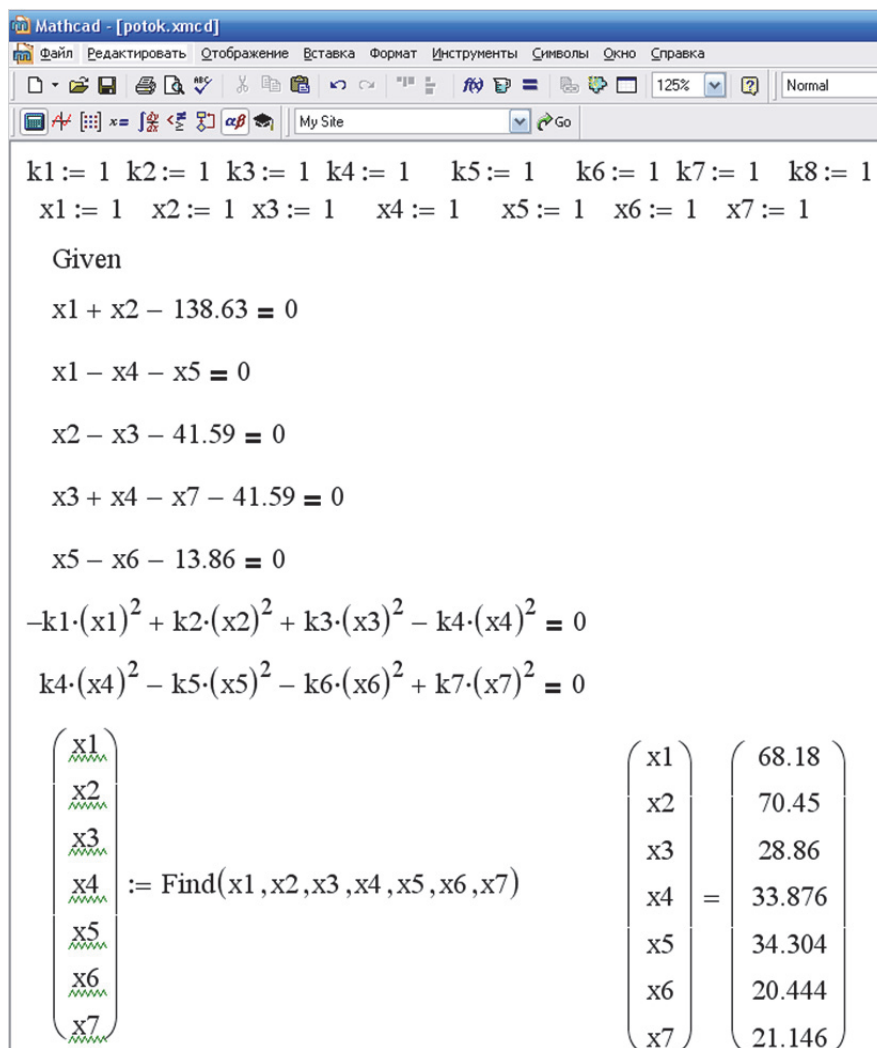 Mathcad - [potok.xmcd]
Файл Редактировать Отображение Вставка Формат Инструменты Символы Окно Справка
125% Normal
My Site Go
k1 := 1 k2 := 1 k3 := 1 k4 := 1 k5 := 1 k6 := 1 k7 := 1 k8 := 1
x1 := 1 x2 := 1 x3 := 1 x4 := 1 x5 := 1 x6 := 1 x7 := 1
Given
x1 + x2 − 138.63 = 0
x1 − x4 − x5 = 0
x2 − x3 − 41.59 = 0
x3 + x4 − x7 − 41.59 = 0
x5 − x6 − 13.86 = 0
−k1·(x1)² + k2·(x2)² + k3·(x3)² − k4·(x4)² = 0
k4·(x4)² − k5·(x5)² − k6·(x6)² + k7·(x7)² = 0
x1 x1 68.18
x2 x2 70.45
x3 x3 28.86
x4 := Find(x1 ,x2 ,x3 ,x4 ,x5 ,x6 ,x7) x4 = 33.876
x5 x5 34.304
x6 x6 20.444
x7 x7 21.146